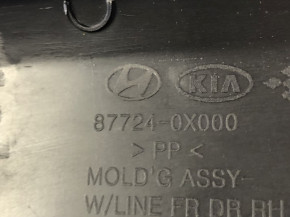 KIA
87724-0X000
> PP <
MOLD'G ASSY-
W/LINE FR DR RH